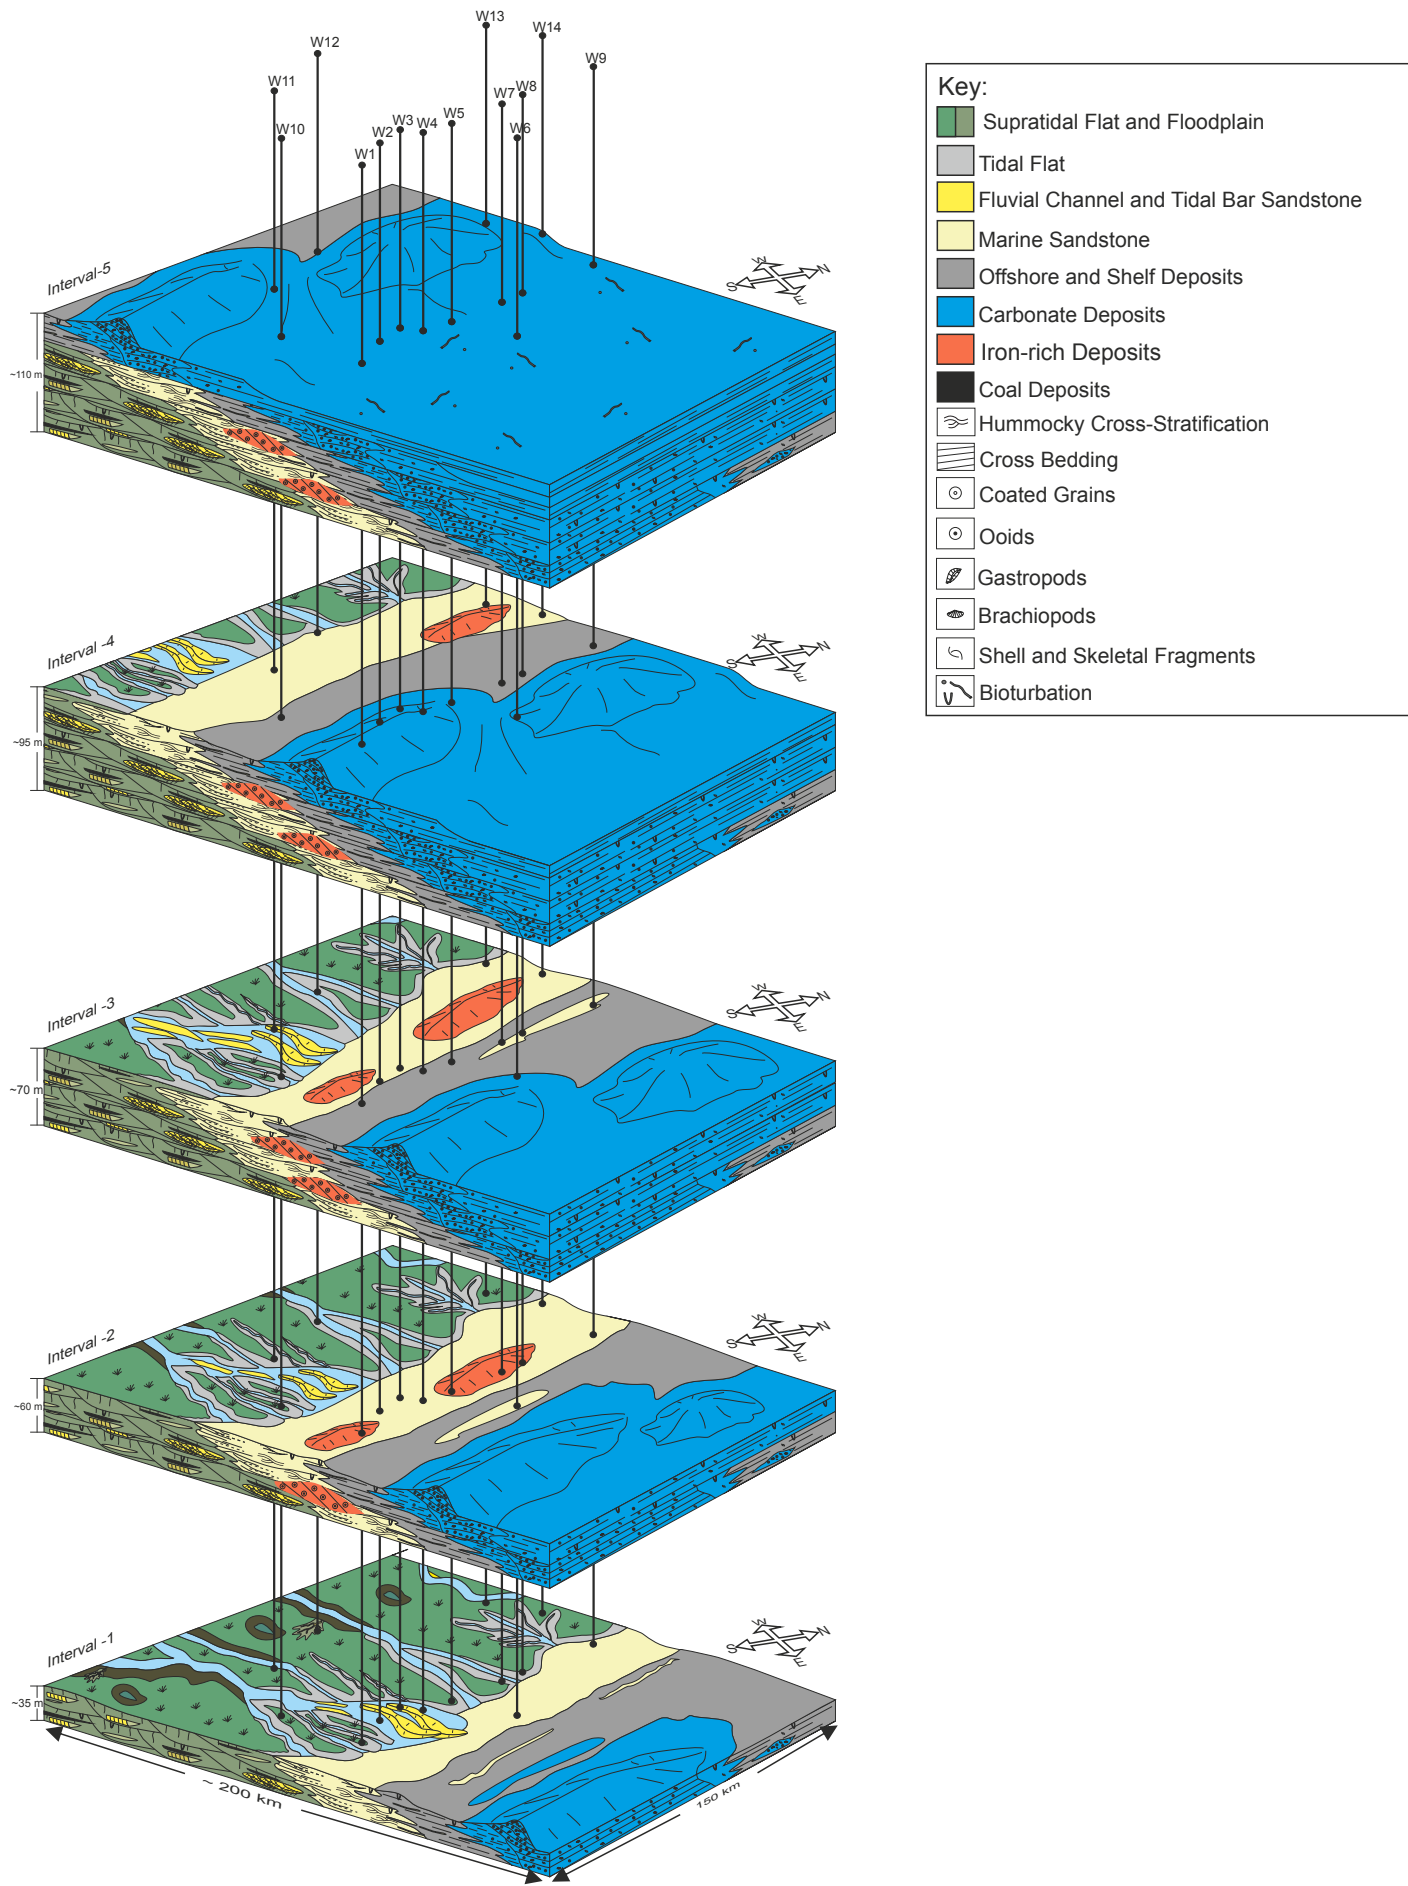 W13
W14
W12
W9
W11
W8
W7
W5
W3
W4
W10
W2
W6
W1
Key:
Supratidal Flat and Floodplain
Tidal Flat
Fluvial Channel and Tidal Bar Sandstone
Marine Sandstone
Offshore and Shelf Deposits
Carbonate Deposits
Iron-rich Deposits
Coal Deposits
Hummocky Cross-Stratification
Cross Bedding
Coated Grains
Ooids
Gastropods
Brachiopods
Shell and Skeletal Fragments
Bioturbation
Interval-5
W
N
S
E
~110 m
Interval -4
W
N
S
E
~95 m
Interval -3
W
N
S
E
~70 m
Interval -2
W
N
S
E
~60 m
Interval -1
W
N
S
E
~35 m
~ 200 km
150 km